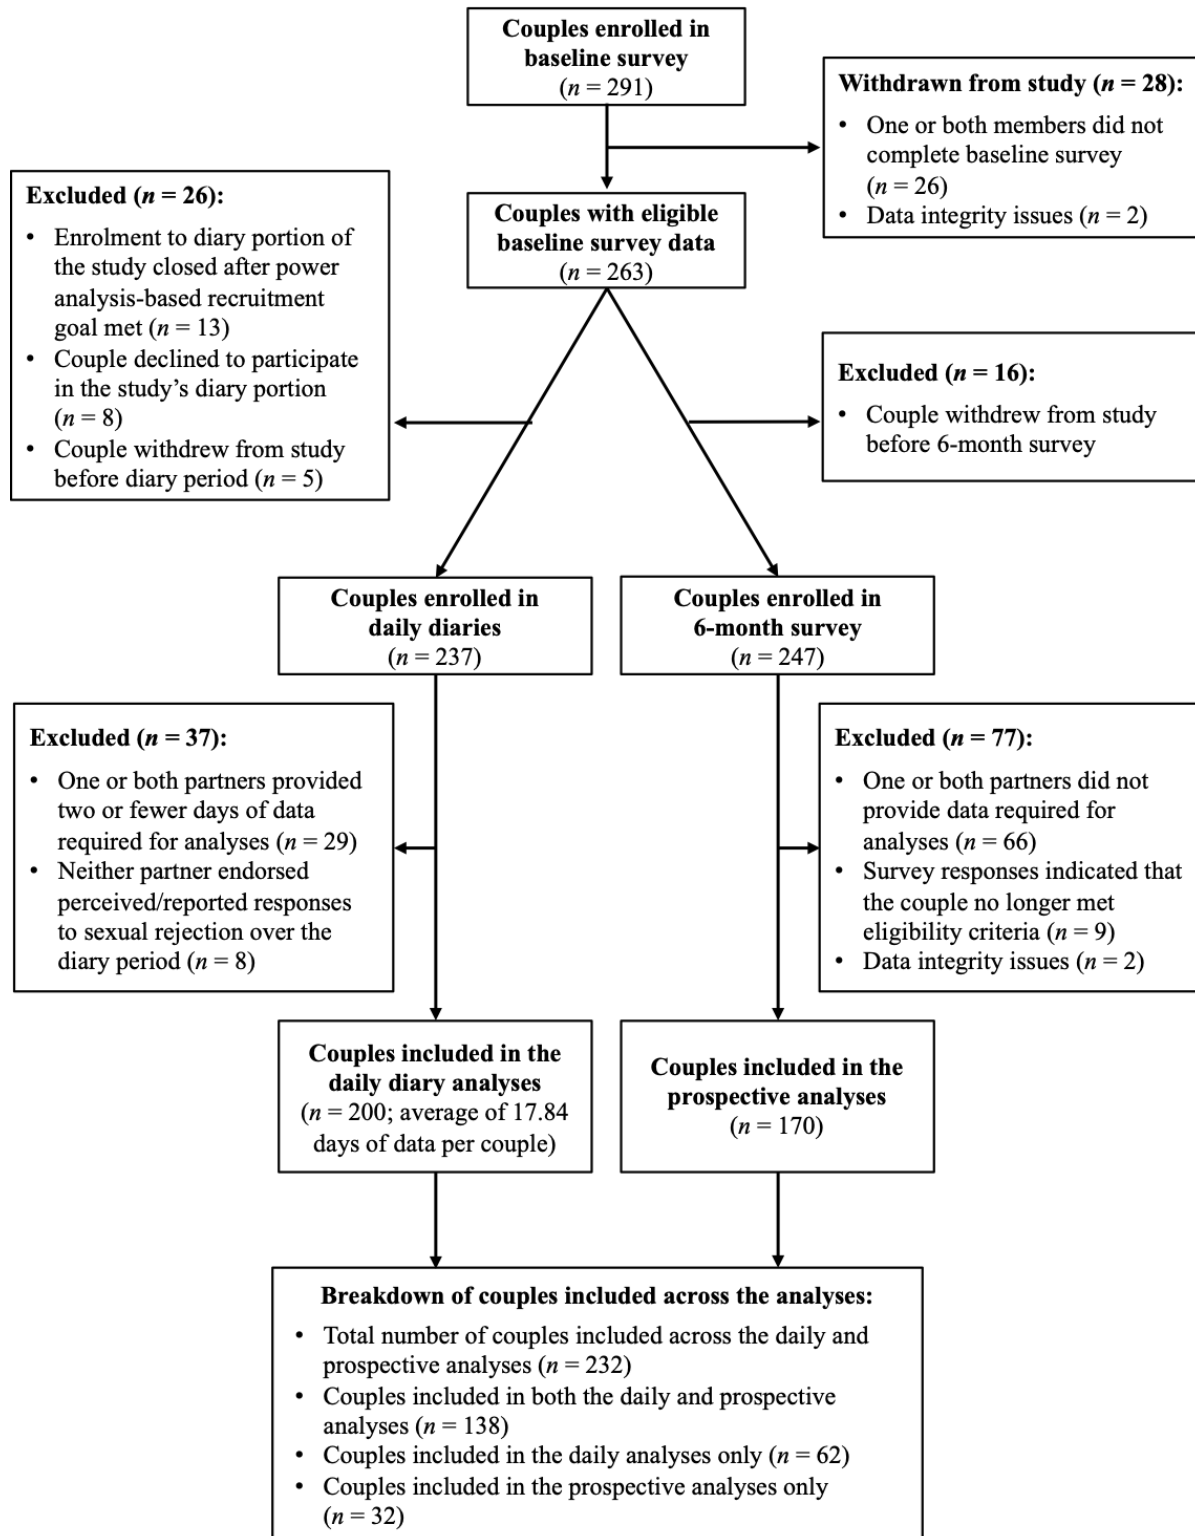 Couples enrolled in
baseline survey
(n = 291)
Withdrawn from study (n = 28):
• One or both members did not
complete baseline survey
(n = 26)
• Data integrity issues (n = 2)
Excluded (n = 26):
• Enrolment to diary portion of
the study closed after power
analysis-based recruitment
goal met (n = 13)
• Couple declined to participate
in the study’s diary portion
(n = 8)
• Couple withdrew from study
before diary period (n = 5)
Couples with eligible
baseline survey data
(n = 263)
Excluded (n = 16):
• Couple withdrew from study
before 6-month survey
Couples enrolled in
daily diaries
(n = 237)
Couples enrolled in
6-month survey
(n = 247)
Excluded (n = 37):
• One or both partners provided
two or fewer days of data
required for analyses (n = 29)
• Neither partner endorsed
perceived/reported responses
to sexual rejection over the
diary period (n = 8)
Excluded (n = 77):
• One or both partners did not
provide data required for
analyses (n = 66)
• Survey responses indicated that
the couple no longer met
eligibility criteria (n = 9)
• Data integrity issues (n = 2)
Couples included in the
daily diary analyses
(n = 200; average of 17.84
days of data per couple)
Couples included in the
prospective analyses
(n = 170)
Breakdown of couples included across the analyses:
• Total number of couples included across the daily and
prospective analyses (n = 232)
• Couples included in both the daily and prospective
analyses (n = 138)
• Couples included in the daily analyses only (n = 62)
• Couples included in the prospective analyses only
(n = 32)